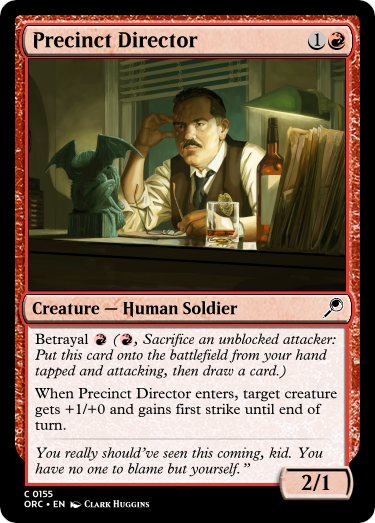 Precinct Director
1
Creature — Human Soldier
Betrayal (, Sacrifice an unblocked attacker:
Put this card onto the battlefield from your hand
tapped and attacking, then draw a card.)
When Precinct Director enters, target creature
gets +1/+0 and gains first strike until end of
turn.
You really should've seen this coming, kid. You
have no one to blame but yourself.”
2/1
C 0155
ORC • EN Clark Huggins